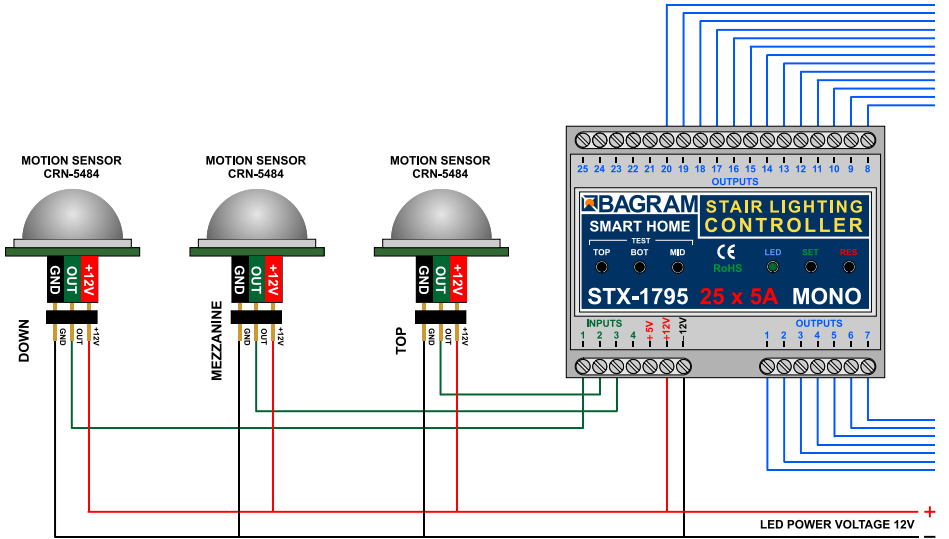 MOTION SENSOR
CRN-5484
MOTION SENSOR
CRN-5484
MOTION SENSOR
CRN-5484
GND OUT +12V
GND OUT +12V
GND OUT +12V
GND OUT +12V
GND OUT +12V
GND OUT +12V
DOWN
MEZZANINE
TOP
25 24 23 22 21 20 19 18 17 16 15 14 13 12 11 10 9 8
OUTPUTS
BAGRAM
SMART HOME
STAIR LIGHTING
CONTROLLER
TEST
TOP BOT MID
CE
RoHS
LED SET RES
STX-1795 25 x 5A MONO
INPUTS
1 2 3 4 +5V +12V –12V
OUTPUTS
1 2 3 4 5 6 7
+
LED POWER VOLTAGE 12V
–